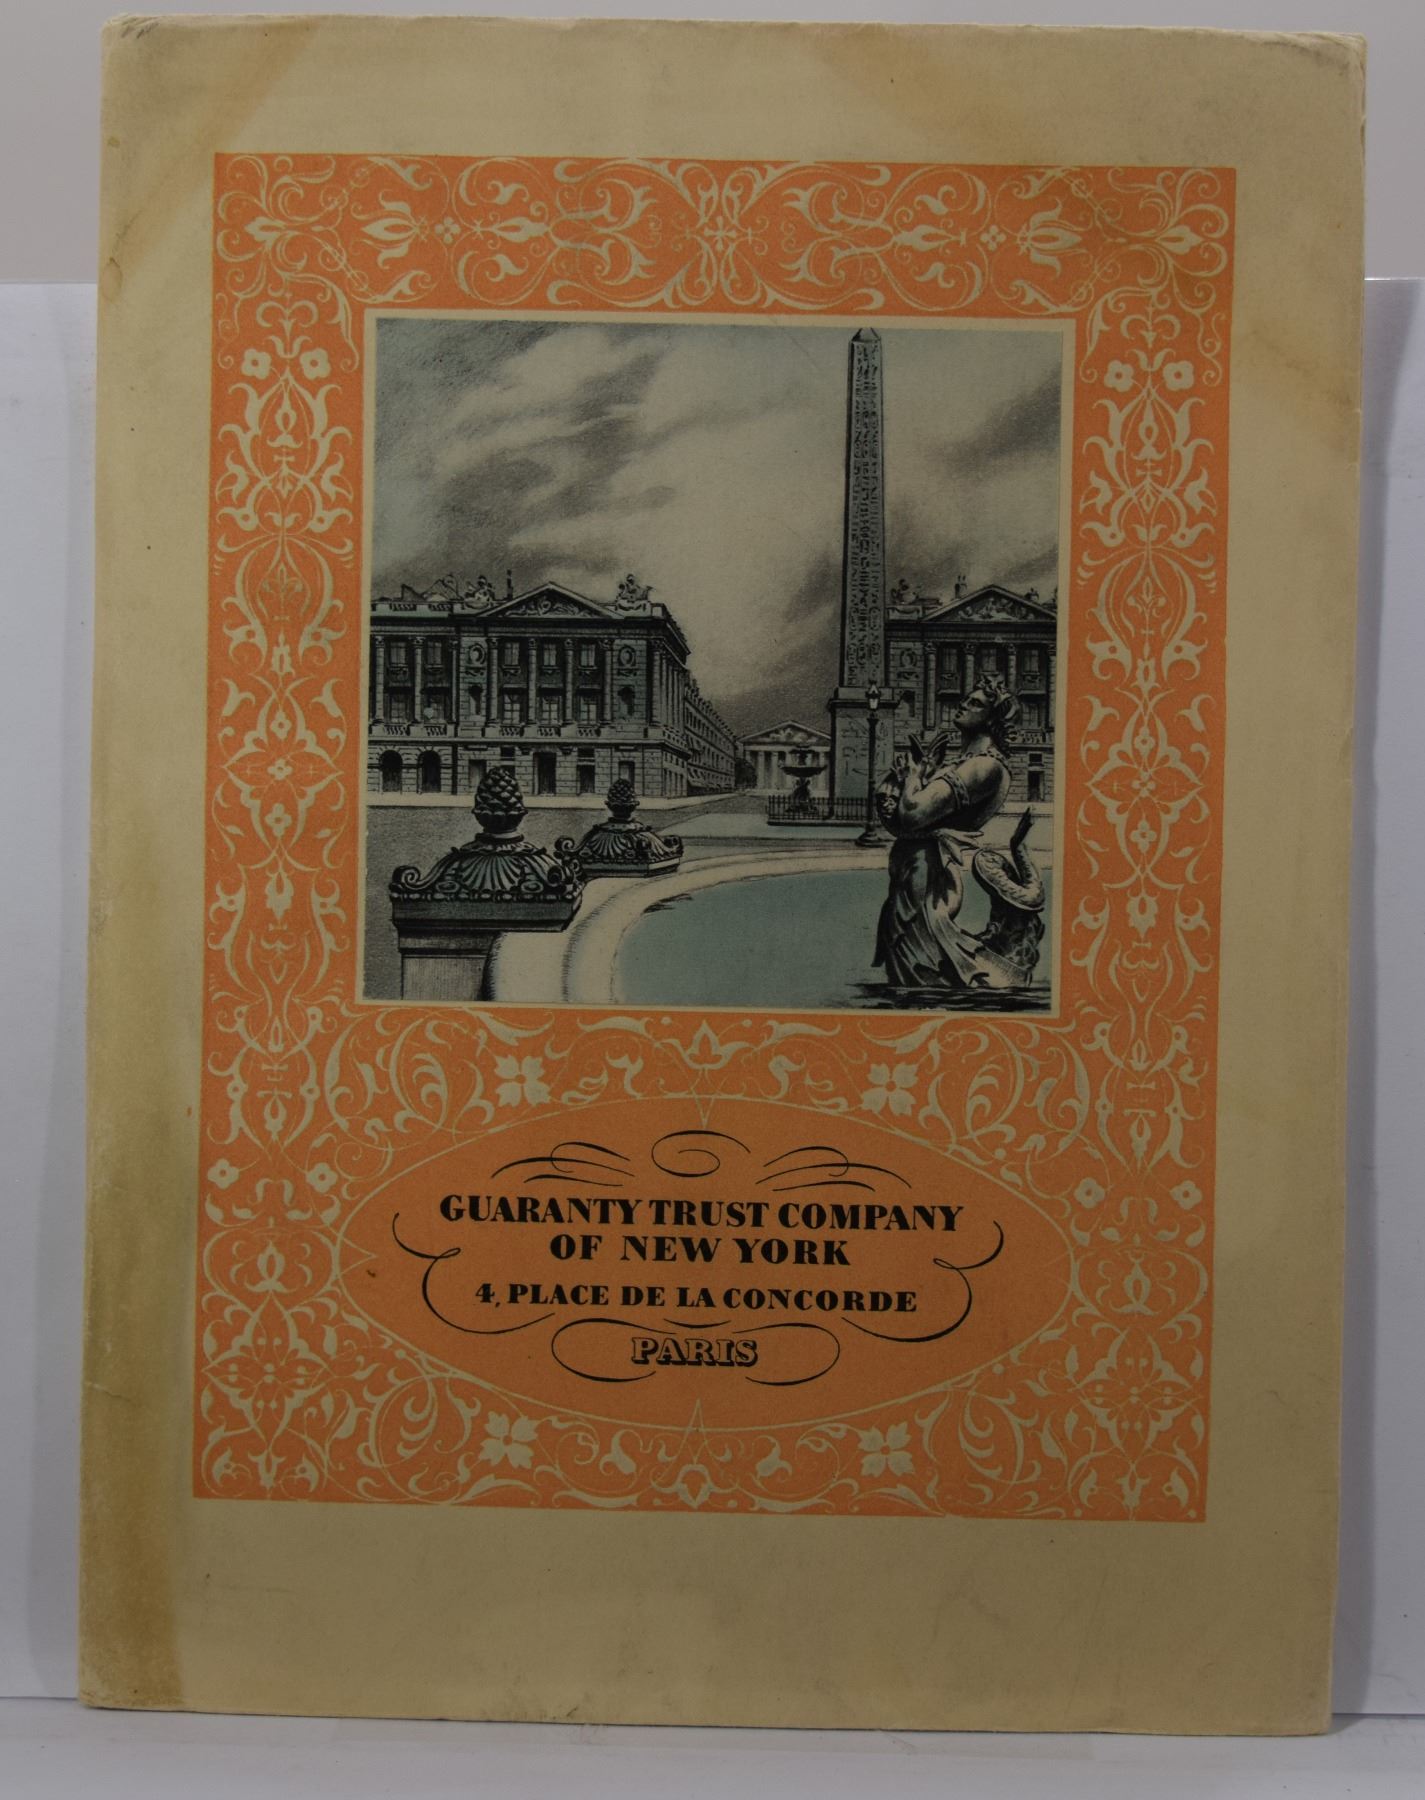 GUARANTY TRUST COMPANY
OF NEW YORK
4, PLACE DE LA CONCORDE
PARIS